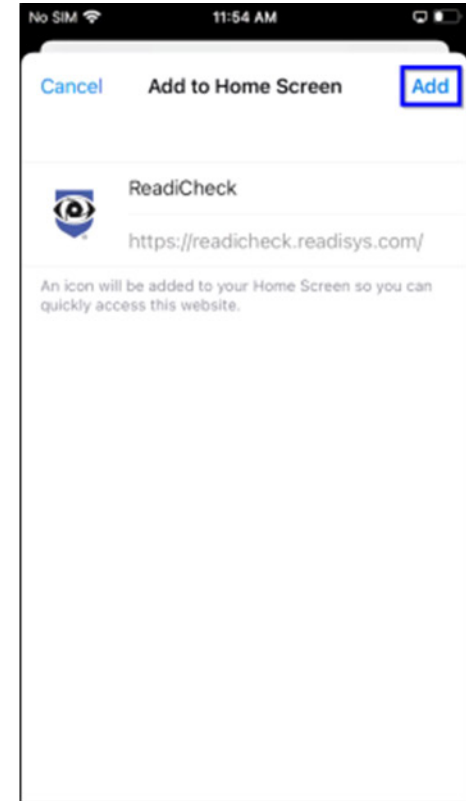 No SIM 11:54 AM
Cancel Add to Home Screen Add
ReadiCheck
https://readicheck.readisys.com/
An icon will be added to your Home Screen so you can
quickly access this website.